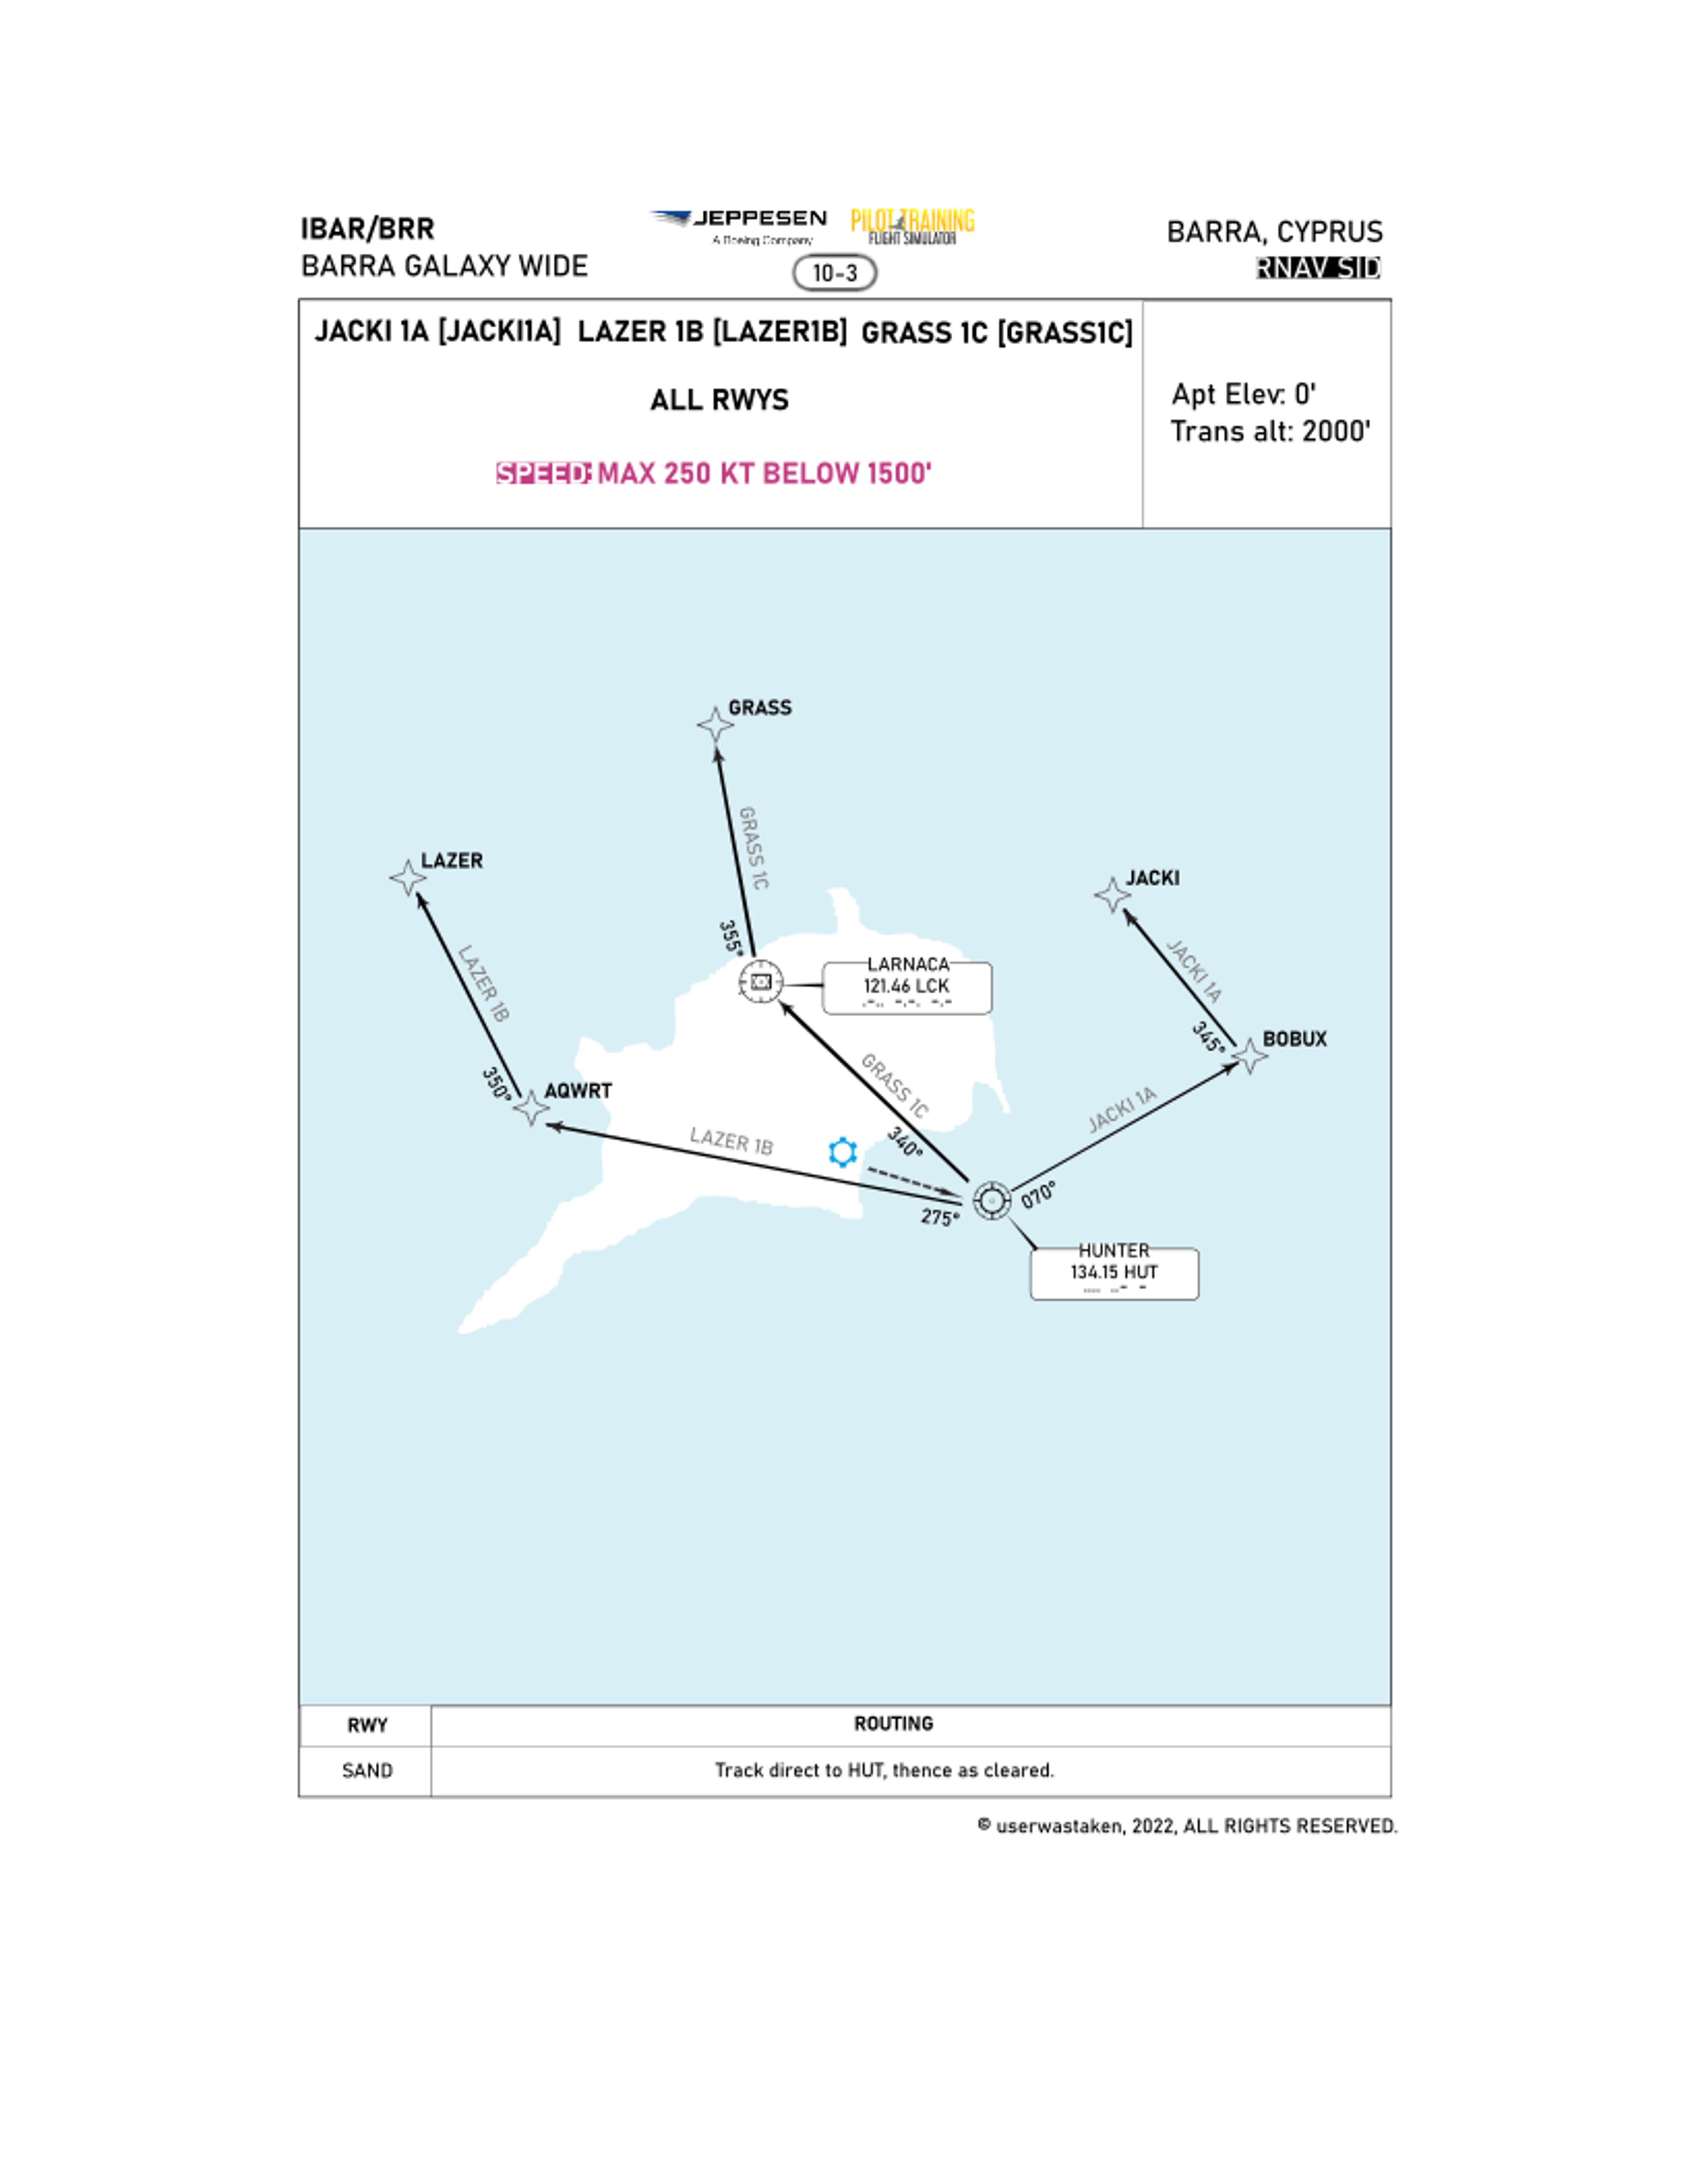 IBAR/BRR
BARRA GALAXY WIDE
JEPPESEN
A Boeing Company
PILOT TRAINING
FLIGHT SIMULATOR
10-3
BARRA, CYPRUS
RNAV SID
JACKI 1A [JACKI1A] LAZER 1B [LAZER1B] GRASS 1C [GRASS1C]
ALL RWYS
SPEED: MAX 250 KT BELOW 1500'
Apt Elev: 0'
Trans alt: 2000'
GRASS
GRASS 1C
355°
LAZER
LAZER 1B
350°
AQWRT
JACKI
JACKI 1A
345°
BOBUX
LARNACA
121.46 LCK
.-.. -.-. -.-
GRASS 1C
340°
JACKI 1A
070°
LAZER 1B
275°
HUNTER
134.15 HUT
.... ..- -
RWY
ROUTING
SAND
Track direct to HUT, thence as cleared.
© userwastaken, 2022, ALL RIGHTS RESERVED.